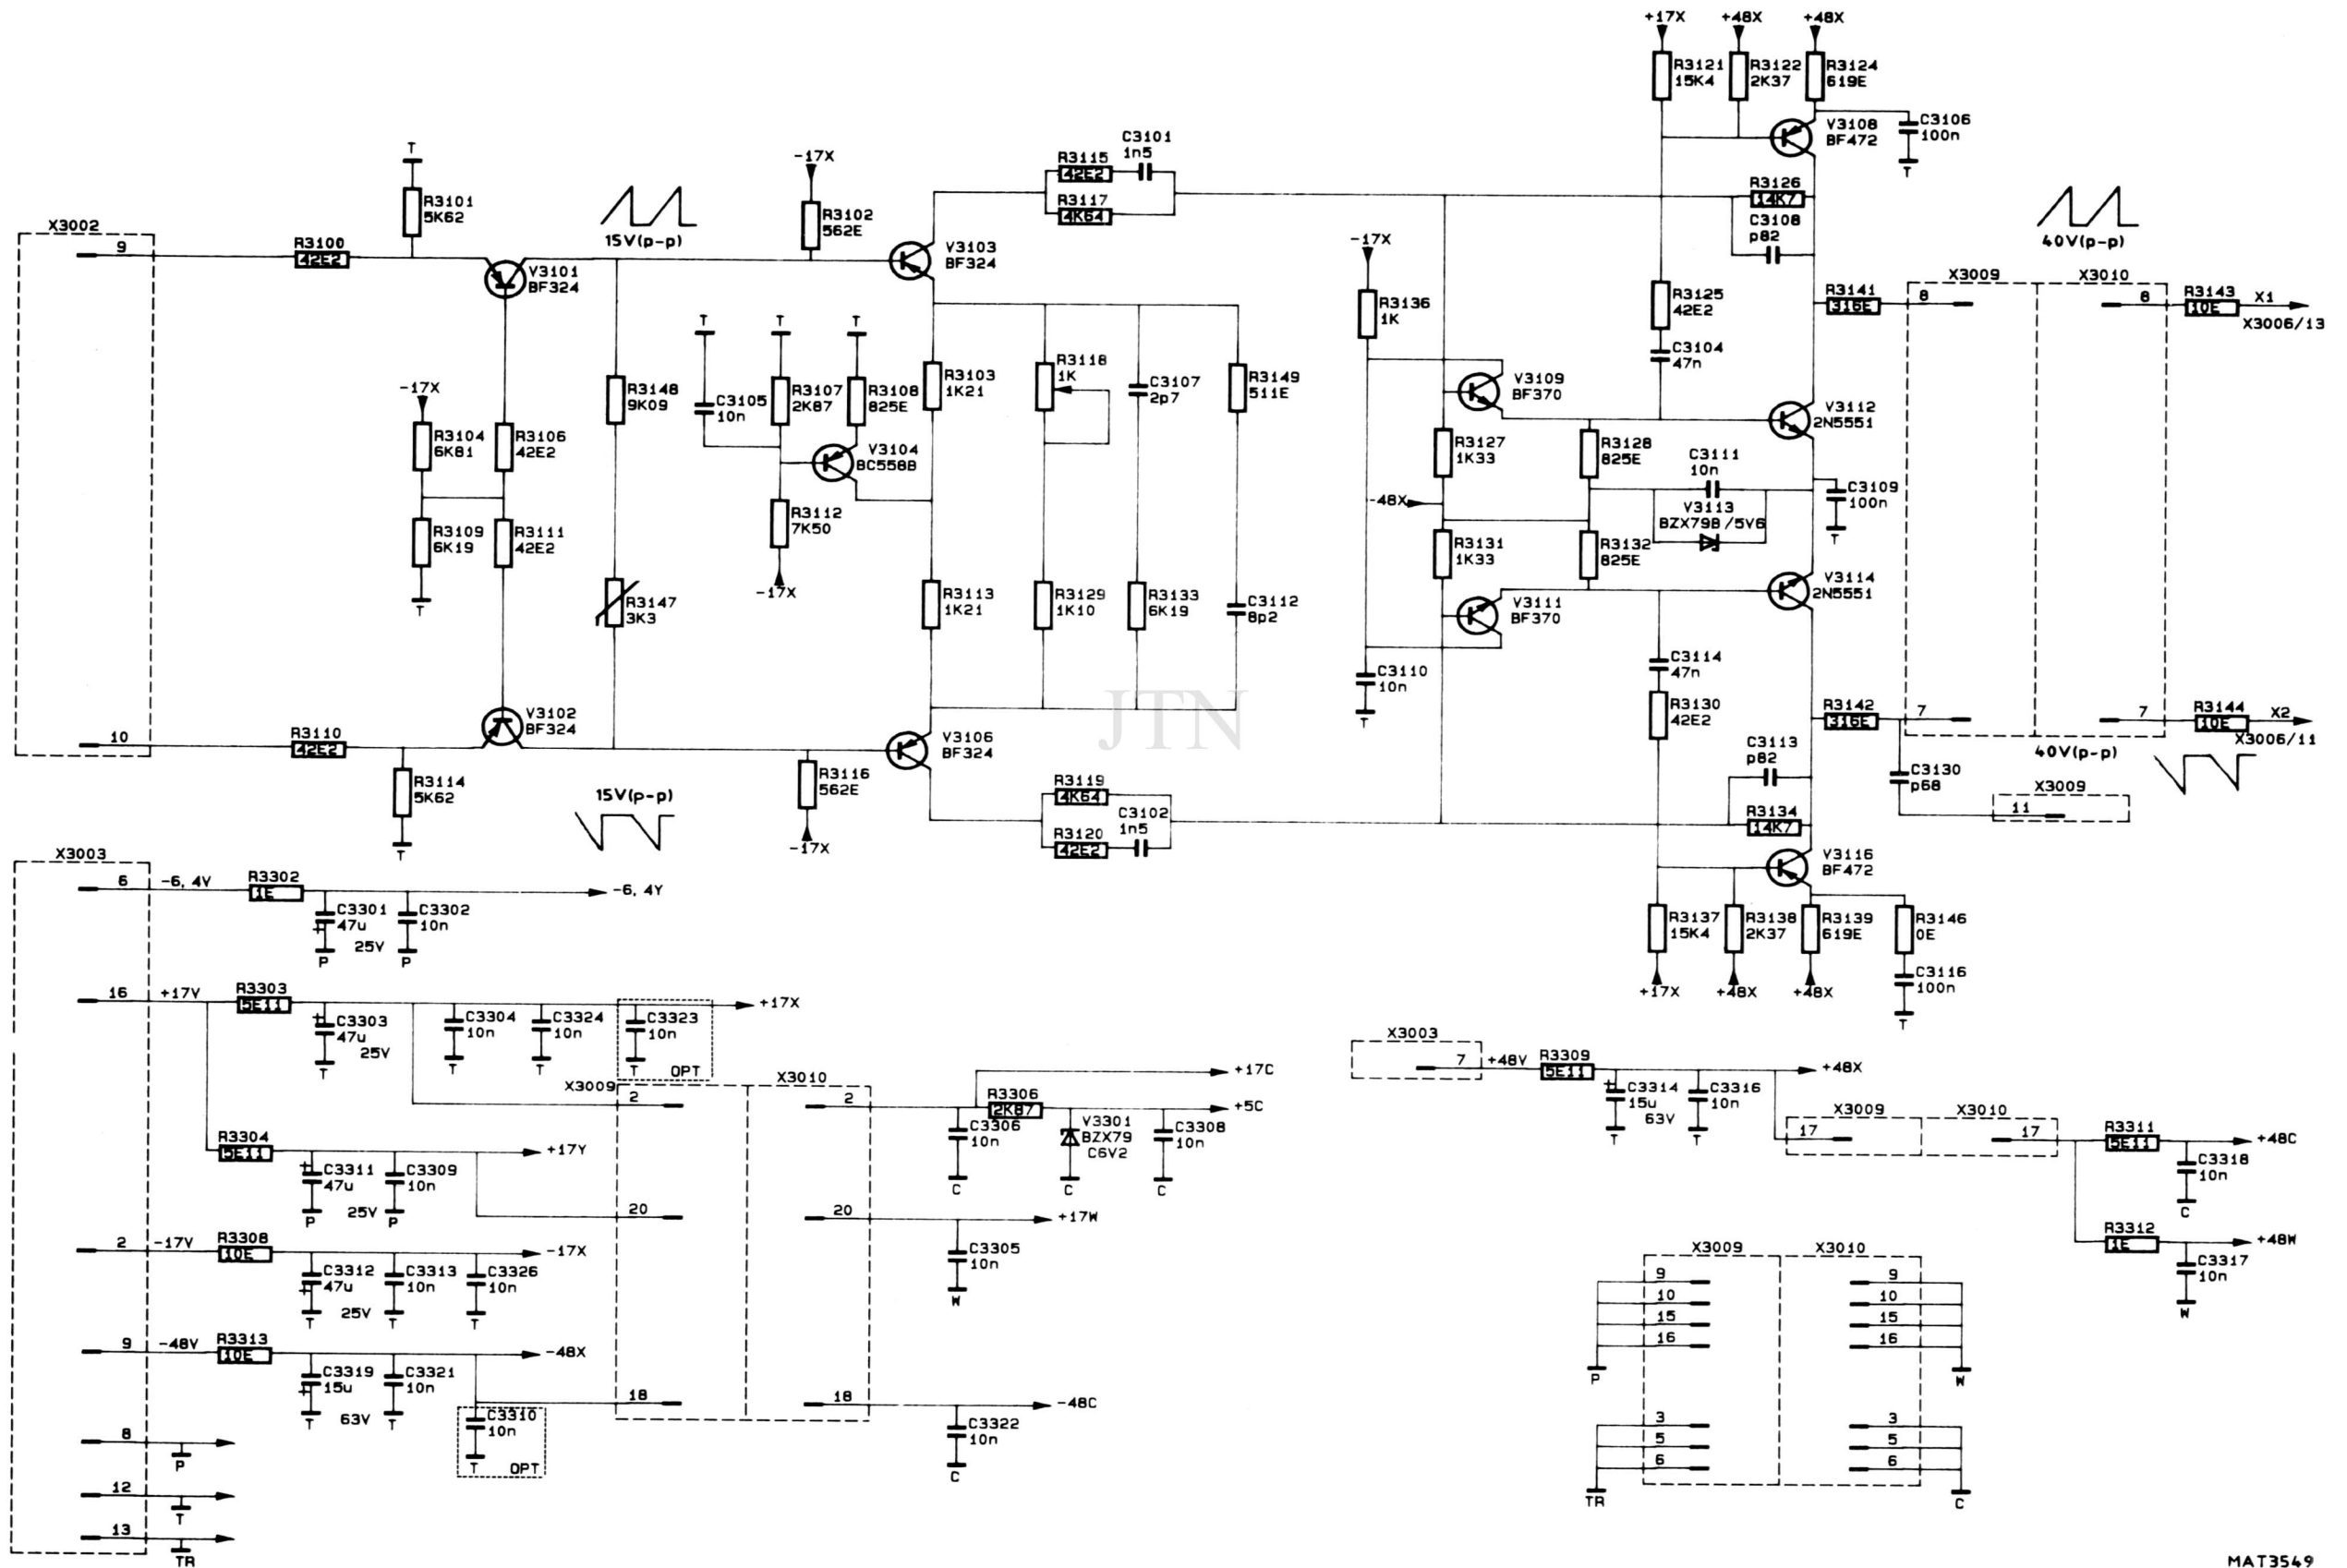 +17X +48X +48X
R3121 15K4
R3122 2K37
R3124 619E
V3108 BF472
C3106 100n
T
T
R3101 5K62
X3002
9
R3100 42E2
V3101 BF324
15V(p-p)
-17X
R3102 562E
V3103 BF324
R3115 42E2
C3101 1n5
R3117 4K64
R3126 14K7
C3108 p82
40V(p-p)
-17X
R3136 1K
R3125 42E2
C3104 47n
R3141 316E
X3009 X3010
8
8
R3143 10E
X1
X3006/13
-17X
R3104 6K81
R3106 42E2
R3109 6K19
R3111 42E2
T
R3148 9K09
R3147 3K3
T
C3105 10n
T
R3107 2K87
T
R3108 825E
V3104 BC558B
R3112 7K50
-17X
R3103 1K21
R3118 1K
C3107 2p7
R3149 511E
R3113 1K21
R3129 1K10
R3133 6K19
C3112 8p2
V3109 BF370
V3112 2N5551
R3127 1K33
R3128 825E
C3111 10n
-48X
V3113
BZX79B/5V6
C3109 100n
T
R3131 1K33
R3132 825E
V3111 BF370
V3114 2N5551
C3110 10n
T
C3114 47n
R3130 42E2
JTN
V3102 BF324
10
R3110 42E2
R3114 5K62
T
15V(p-p)
R3116 562E
-17X
V3106 BF324
R3119 4K64
C3102 1n5
R3120 42E2
R3142 316E
7
7
R3144 10E
X2
X3006/11
40V(p-p)
C3113 p82
R3134 14K7
C3130 p68
X3009
11
V3116 BF472
R3137 15K4
R3138 2K37
R3139 619E
R3146 0E
C3116 100n
T
+17X +48X +48X
X3003
6
-6,4V
R3302 1E
-6,4Y
C3301 47u
25V
C3302 10n
P P
16
+17V
R3303 5E11
+17X
C3303 47u
25V
C3304 10n
C3324 10n
C3323 10n
T T T T
OPT
R3304 5E11
+17Y
C3311 47u
25V
C3309 10n
P P
X3009
2
20
18
X3010
2
20
18
+17C
R3306 2K87
+5C
C3306 10n
V3301
BZX79
C6V2
C3308 10n
C C C
+17W
C3305 10n
W
2
-17V
R3308 10E
-17X
C3312 47u
25V
C3313 10n
C3326 10n
T T T
9
-48V
R3313 10E
-48X
C3319 15u
63V
C3321 10n
T T
C3310 10n
T
OPT
-48C
C3322 10n
C
8
P
12
T
13
TR
X3003
7
+48V
R3309 5E11
+48X
C3314 15u
63V
C3316 10n
T T
X3009 X3010
17
17
R3311 5E11
+48C
C3318 10n
C
R3312 1E
+48W
C3317 10n
W
X3009 X3010
9 9
10 10
15 15
16 16
P W
3 3
5 5
6 6
TR C
MAT3549